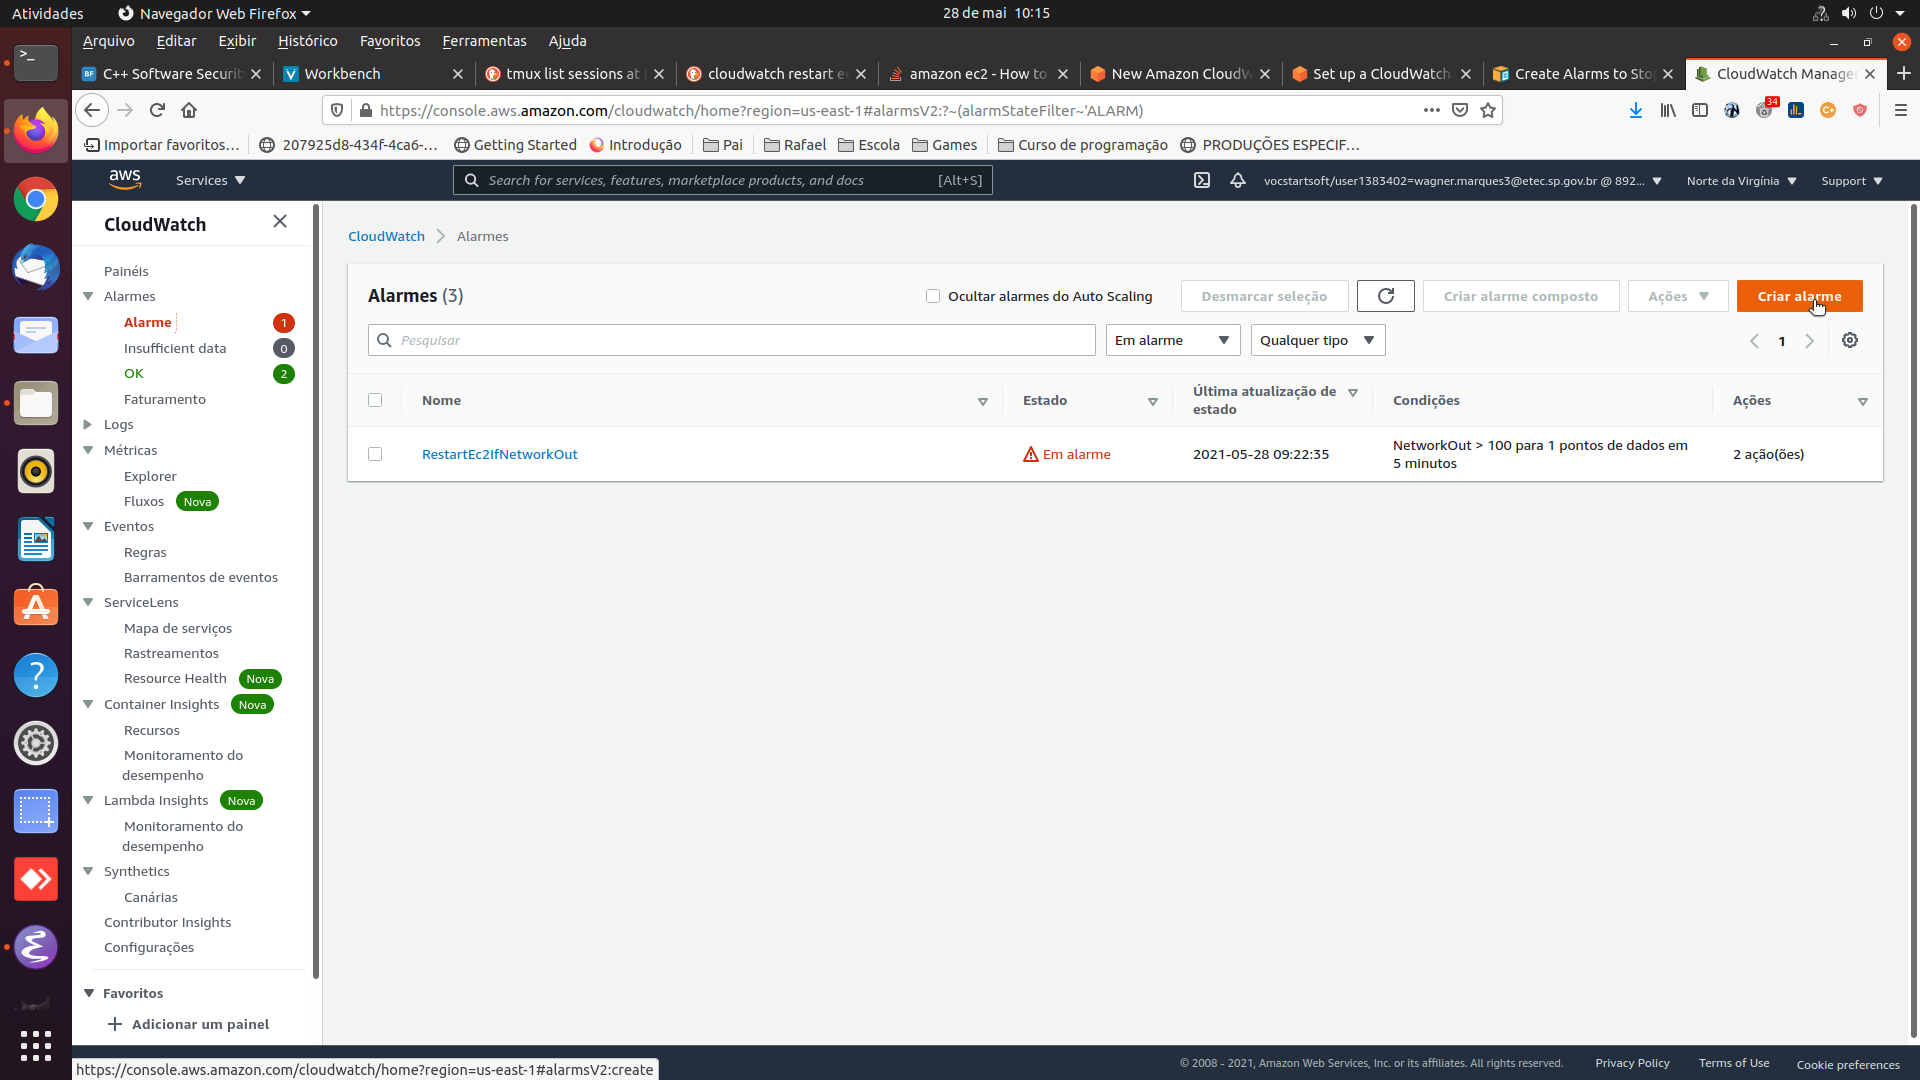 Atividades
Navegador Web Firefox
28 de mai 10:15
Arquivo Editar Exibir Histórico Favoritos Ferramentas Ajuda
C++ Software Securit
Workbench
tmux list sessions at
cloudwatch restart e
amazon ec2 - How to
New Amazon CloudW
Set up a CloudWatch
Create Alarms to Sto
CloudWatch Manage
https://console.aws.amazon.com/cloudwatch/home?region=us-east-1#alarmsV2:?~(alarmStateFilter~'ALARM)
34
Importar favoritos...
207925d8-434f-4ca6-...
Getting Started
Introdução
Pai
Rafael
Escola
Games
Curso de programação
PRODUÇÕES ESPECIF...
aws
Services
Search for services, features, marketplace products, and docs [Alt+S]
vocstartsoft/user1383402=wagner.marques3@etec.sp.gov.br @ 892...
Norte da Virgínia
Support
CloudWatch
Painéis
Alarmes
Alarme 1
Insufficient data 0
OK 2
Faturamento
Logs
Métricas
Explorer
Fluxos Nova
Eventos
Regras
Barramentos de eventos
ServiceLens
Mapa de serviços
Rastreamentos
Resource Health Nova
Container Insights Nova
Recursos
Monitoramento do
desempenho
Lambda Insights Nova
Monitoramento do
desempenho
Synthetics
Canárias
Contributor Insights
Configurações
Favoritos
Adicionar um painel
CloudWatch Alarmes
Alarmes (3)
Ocultar alarmes do Auto Scaling
Desmarcar seleção
Criar alarme composto
Ações
Criar alarme
Pesquisar
Em alarme
Qualquer tipo
1
Nome
Estado
Última atualização de
estado
Condições
Ações
RestartEc2IfNetworkOut
Em alarme
2021-05-28 09:22:35
NetworkOut > 100 para 1 pontos de dados em
5 minutos
2 ação(ões)
© 2008 - 2021, Amazon Web Services, Inc. or its affiliates. All rights reserved.
Privacy Policy
Terms of Use
Cookie preferences
https://console.aws.amazon.com/cloudwatch/home?region=us-east-1#alarmsV2:create